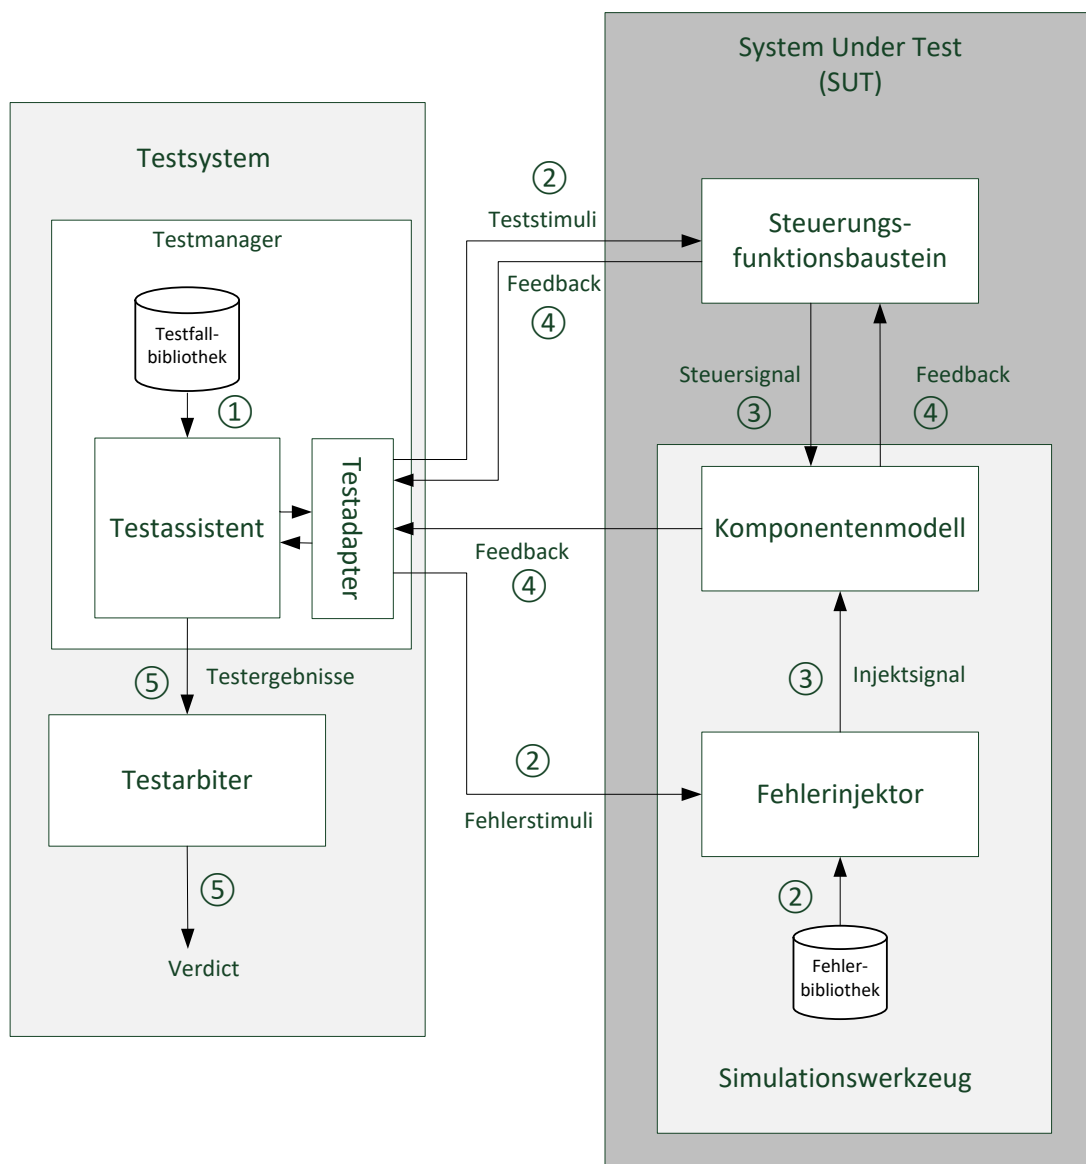 System Under Test
(SUT)
Testsystem
②
Teststimuli
Steuerungs-
funktionsbaustein
Testmanager
Feedback
④
Testfall-
bibliothek
①
Steuersignal
③
Feedback
④
Testassistent
Testadapter
Komponentenmodell
Feedback
④
⑤
Testergebnisse
③
Injektsignal
Testarbiter
②
Fehlerstimuli
Fehlerinjektor
⑤
②
Verdict
Fehler-
bibliothek
Simulationswerkzeug